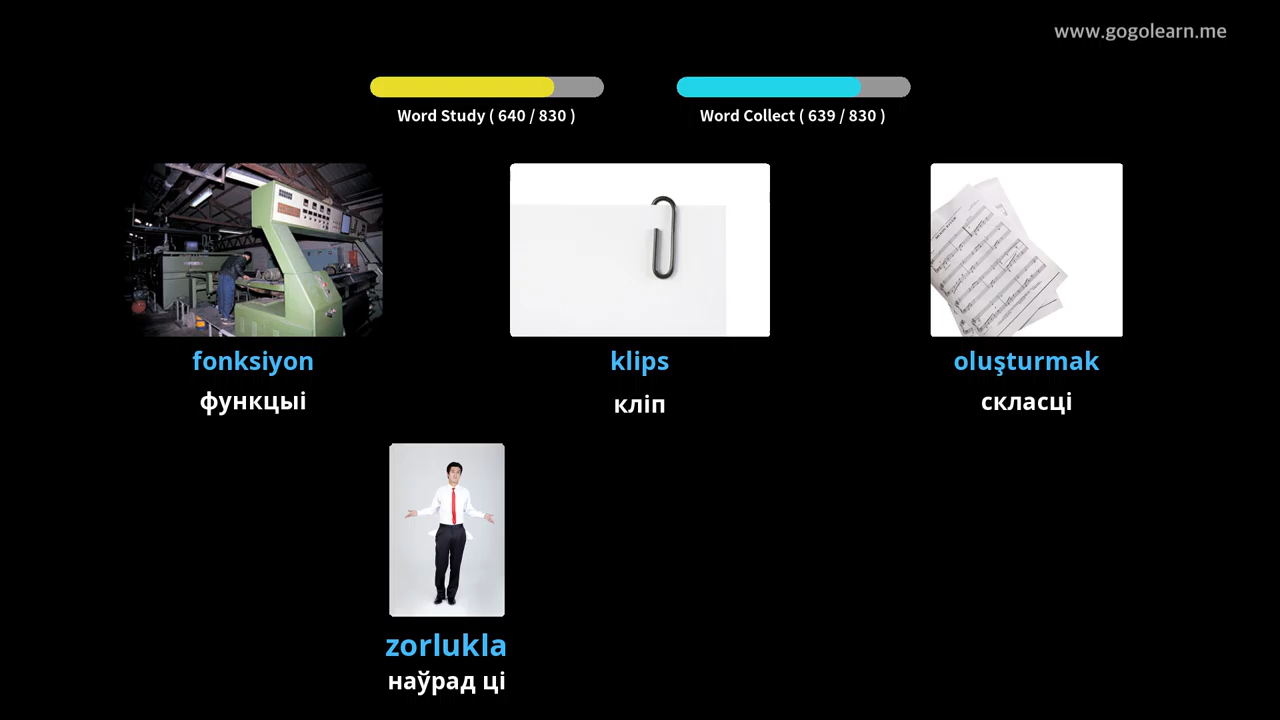 www.gogolearn.me
Word Study ( 640 / 830 )
Word Collect ( 639 / 830 )
fonksiyon
функцыі
klips
кліп
oluşturmak
скласці
zorlukla
наўрад ці